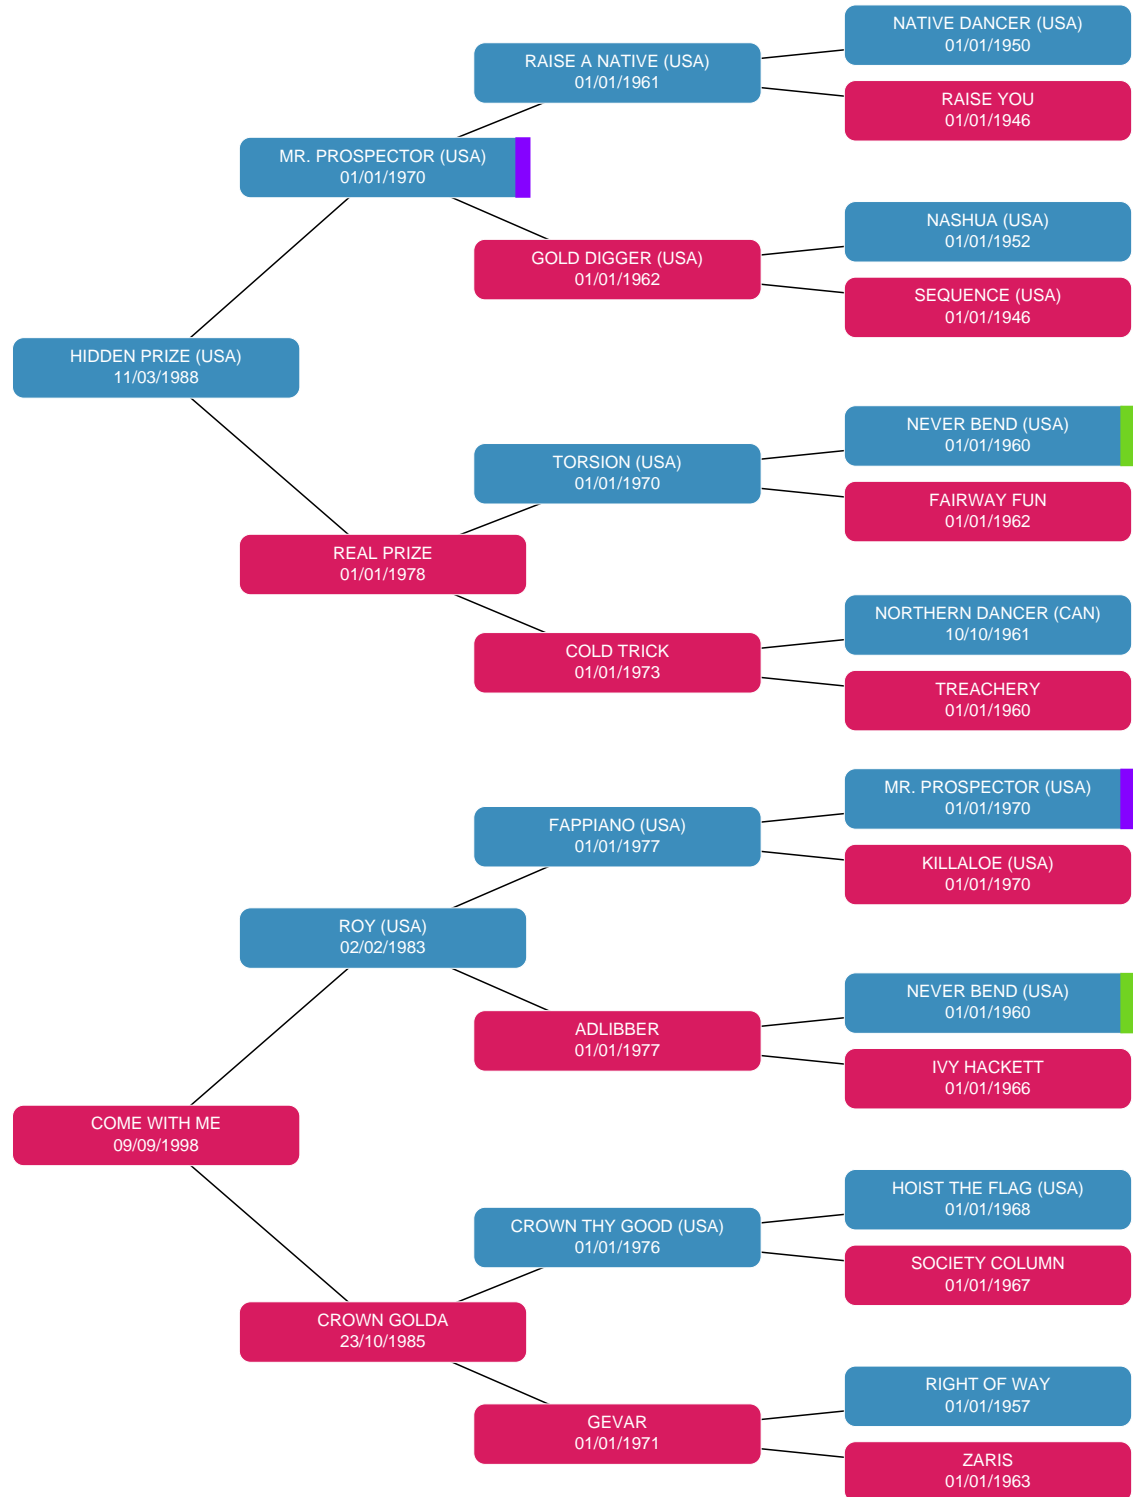 NATIVE DANCER (USA)
01/01/1950
RAISE A NATIVE (USA)
01/01/1961
RAISE YOU
01/01/1946
MR. PROSPECTOR (USA)
01/01/1970
NASHUA (USA)
01/01/1952
GOLD DIGGER (USA)
01/01/1962
SEQUENCE (USA)
01/01/1946
HIDDEN PRIZE (USA)
11/03/1988
NEVER BEND (USA)
01/01/1960
TORSION (USA)
01/01/1970
FAIRWAY FUN
01/01/1962
REAL PRIZE
01/01/1978
NORTHERN DANCER (CAN)
10/10/1961
COLD TRICK
01/01/1973
TREACHERY
01/01/1960
MR. PROSPECTOR (USA)
01/01/1970
FAPPIANO (USA)
01/01/1977
KILLALOE (USA)
01/01/1970
ROY (USA)
02/02/1983
NEVER BEND (USA)
01/01/1960
ADLIBBER
01/01/1977
IVY HACKETT
01/01/1966
COME WITH ME
09/09/1998
HOIST THE FLAG (USA)
01/01/1968
CROWN THY GOOD (USA)
01/01/1976
SOCIETY COLUMN
01/01/1967
CROWN GOLDA
23/10/1985
RIGHT OF WAY
01/01/1957
GEVAR
01/01/1971
ZARIS
01/01/1963